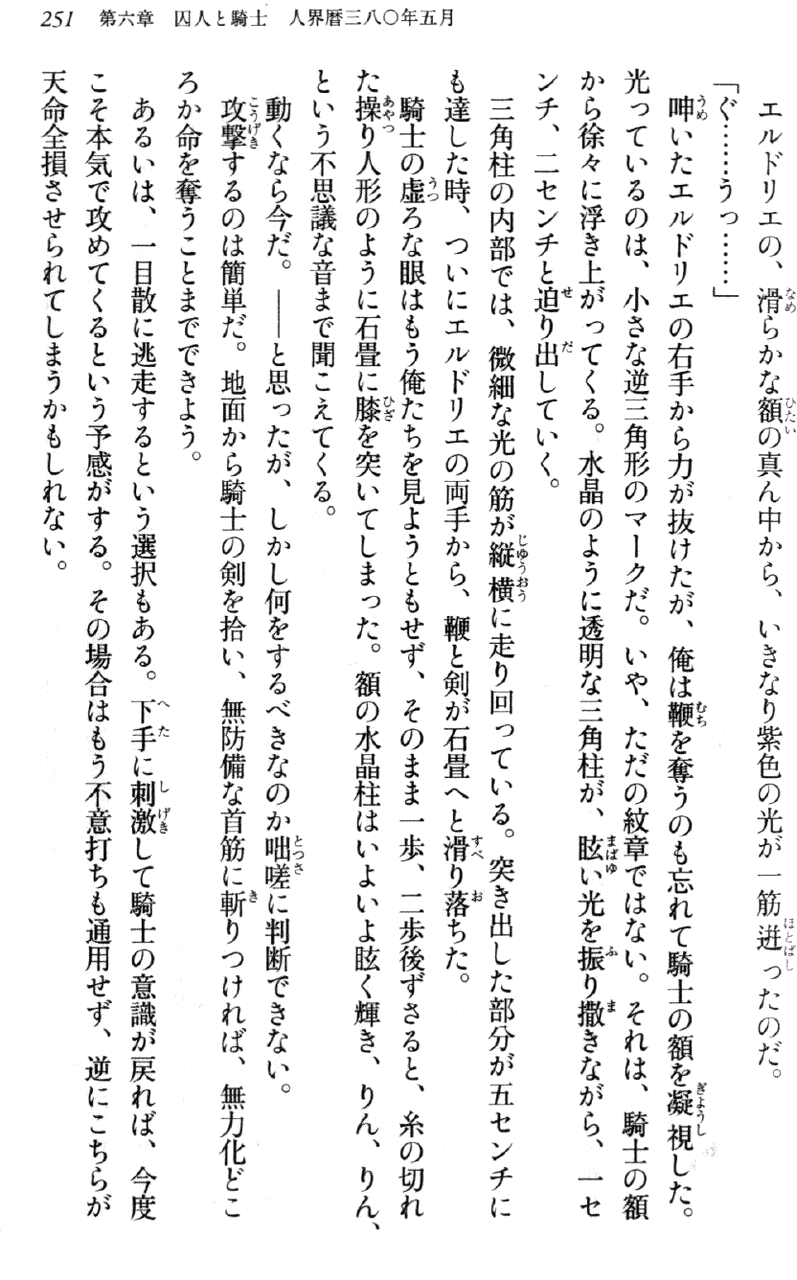 251 第六章 囚人と騎士 人界暦三八〇年五月
エルドリエの、滑らかな額の真ん中から、いきなり紫色の光が一筋迸ったのだ。
「ぐ……うっ……」
呻いたエルドリエの右手から力が抜けたが、俺は鞭を奪うのも忘れて騎士の額を凝視した。
光っているのは、小さな逆三角形のマークだ。いや、ただの紋章ではない。それは、騎士の額
から徐々に浮き上がってくる。水晶のように透明な三角柱が、眩い光を振り撒きながら、一セ
ンチ、二センチと迫り出していく。
三角柱の内部では、微細な光の筋が縦横に走り回っている。突き出した部分が五センチに
も達した時、ついにエルドリエの両手から、鞭と剣が石畳へと滑り落ちた。
騎士の虚ろな眼はもう俺たちを見ようともせず、そのまま一歩、二歩後ずさると、糸の切れ
た操り人形のように石畳に膝を突いてしまった。額の水晶柱はいよいよ眩く輝き、りん、りん、
という不思議な音まで聞こえてくる。
動くなら今だ。――と思ったが、しかし何をするべきなのか咄嗟に判断できない。
攻撃するのは簡単だ。地面から騎士の剣を拾い、無防備な首筋に斬りつければ、無力化どこ
ろか命を奪うことまでできよう。
あるいは、一目散に逃走するという選択もある。下手に刺激して騎士の意識が戻れば、今度
こそ本気で攻めてくるという予感がする。その場合はもう不意打ちも通用せず、逆にこちらが
天命全損させられてしまうかもしれない。